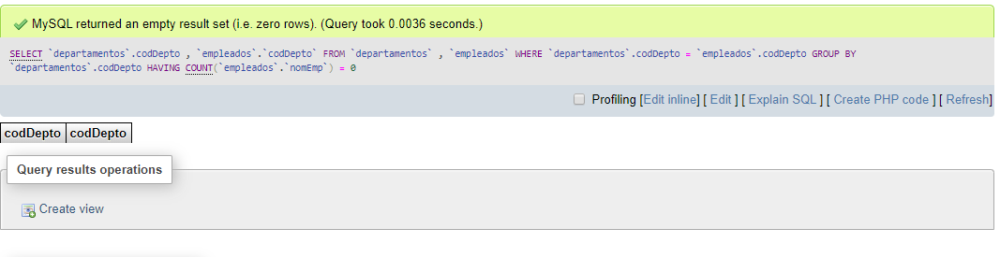 MySQL returned an empty result set (i.e. zero rows). (Query took 0.0036 seconds.)
SELECT `departamentos`.codDepto , `empleados`.`codDepto` FROM `departamentos` , `empleados` WHERE `departamentos`.codDepto = `empleados`.codDepto GROUP BY
`departamentos`.codDepto HAVING COUNT(`empleados`.`nomEmp`) = 0
Profiling [Edit inline] [ Edit ] [ Explain SQL ] [ Create PHP code ] [ Refresh]
codDepto codDepto
Query results operations
Create view